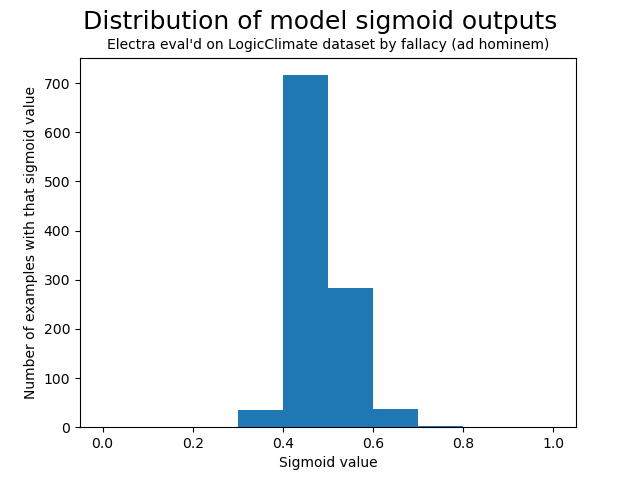 Distribution of model sigmoid outputs
Electra eval'd on LogicClimate dataset by fallacy (ad hominem)
Number of examples with that sigmoid value
700
600
500
400
300
200
100
0
0.0 0.2 0.4 0.6 0.8 1.0
Sigmoid value